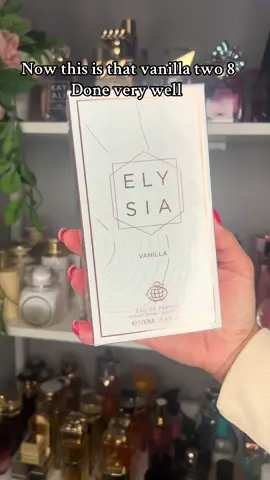 Now this is that vanilla two 8
Done very well
ELY
SIA
VANILLA
EAU DE PARFUM